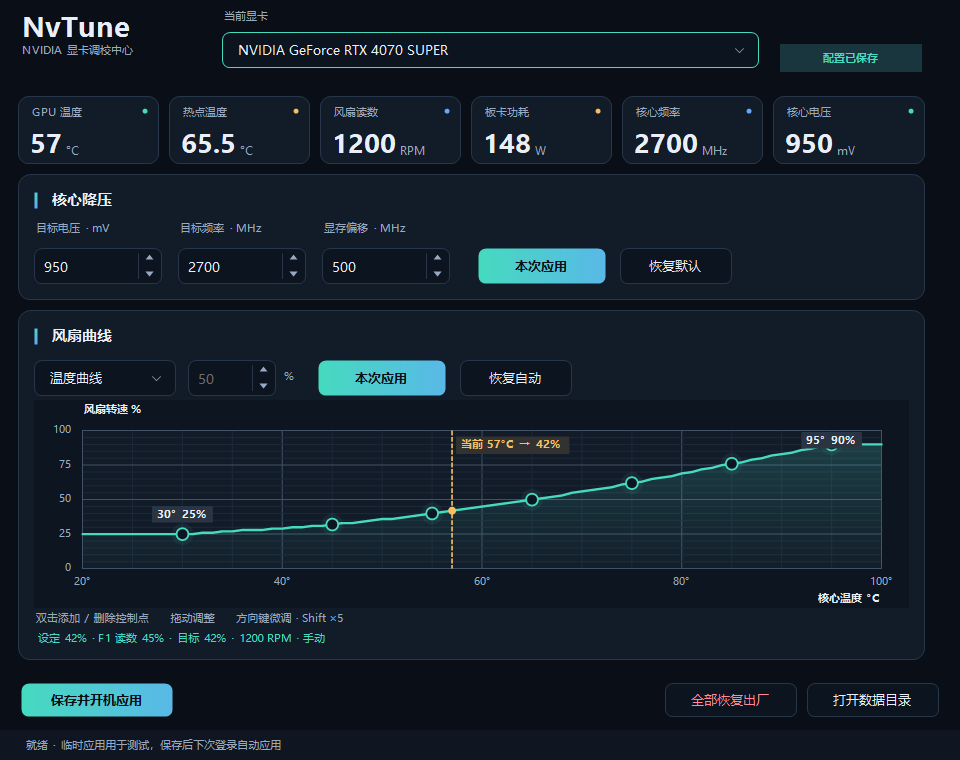 NvTune
NVIDIA 显卡调校中心
当前显卡
NVIDIA GeForce RTX 4070 SUPER
配置已保存
GPU 温度
57 °C
热点温度
65.5 °C
风扇读数
1200 RPM
板卡功耗
148 W
核心频率
2700 MHz
核心电压
950 mV
核心降压
目标电压 · mV
目标频率 · MHz
显存偏移 · MHz
950
2700
500
本次应用
恢复默认
风扇曲线
温度曲线
50
%
本次应用
恢复自动
风扇转速 %
100
75
50
25
0
当前 57°C → 42%
95° 90%
30° 25%
20°
40°
60°
80°
100°
核心温度 °C
双击添加 / 删除控制点 拖动调整 方向键微调 · Shift ×5
设定 42% · F1 读数 45% · 目标 42% · 1200 RPM · 手动
保存并开机应用
全部恢复出厂
打开数据目录
就绪 · 临时应用用于测试，保存后下次登录自动应用